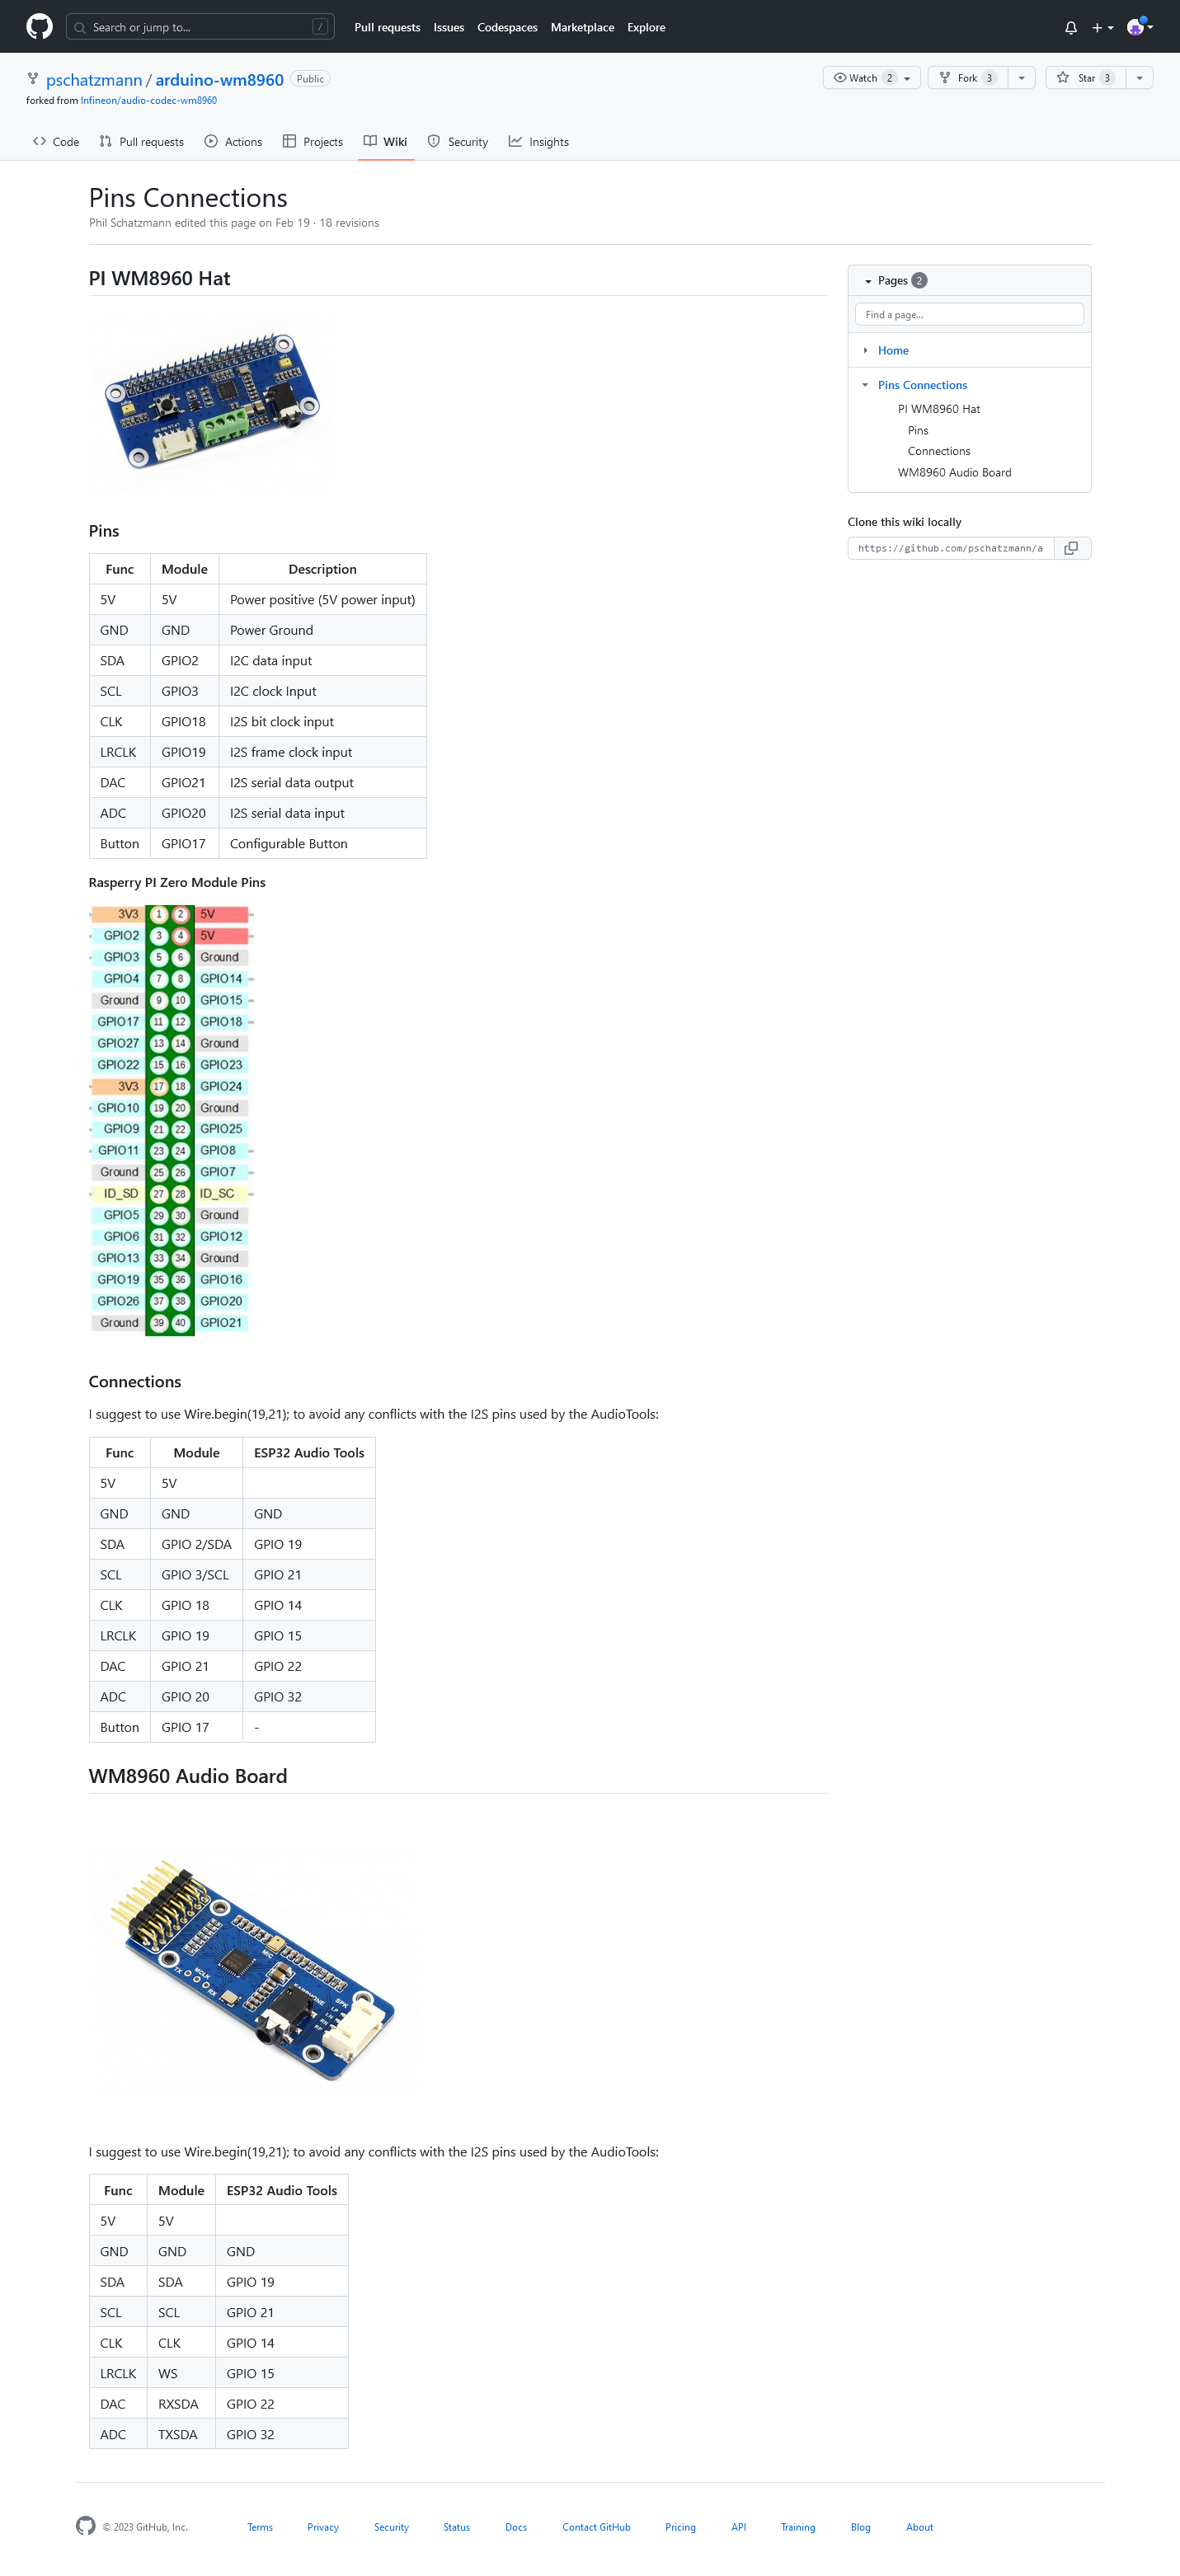 Search or jump to...
/
Pull requests
Issues
Codespaces
Marketplace
Explore
pschatzmann / arduino-wm8960 Public
forked from Infineon/audio-codec-wm8960
Watch 2
Fork 3
Star 3
Code
Pull requests
Actions
Projects
Wiki
Security
Insights
Pins Connections
Phil Schatzmann edited this page on Feb 19 · 18 revisions
PI WM8960 Hat
Pages 2
Find a page...
Home
Pins Connections
PI WM8960 Hat
Pins
Connections
WM8960 Audio Board
Clone this wiki locally
https://github.com/pschatzmann/a
Pins
Func Module Description
5V 5V Power positive (5V power input)
GND GND Power Ground
SDA GPIO2 I2C data input
SCL GPIO3 I2C clock Input
CLK GPIO18 I2S bit clock input
LRCLK GPIO19 I2S frame clock input
DAC GPIO21 I2S serial data output
ADC GPIO20 I2S serial data input
Button GPIO17 Configurable Button
Rasperry PI Zero Module Pins
3V3 1 2 5V
GPIO2 3 4 5V
GPIO3 5 6 Ground
GPIO4 7 8 GPIO14
Ground 9 10 GPIO15
GPIO17 11 12 GPIO18
GPIO27 13 14 Ground
GPIO22 15 16 GPIO23
3V3 17 18 GPIO24
GPIO10 19 20 Ground
GPIO9 21 22 GPIO25
GPIO11 23 24 GPIO8
Ground 25 26 GPIO7
ID_SD 27 28 ID_SC
GPIO5 29 30 Ground
GPIO6 31 32 GPIO12
GPIO13 33 34 Ground
GPIO19 35 36 GPIO16
GPIO26 37 38 GPIO20
Ground 39 40 GPIO21
Connections
I suggest to use Wire.begin(19,21); to avoid any conflicts with the I2S pins used by the AudioTools:
Func Module ESP32 Audio Tools
5V 5V
GND GND GND
SDA GPIO 2/SDA GPIO 19
SCL GPIO 3/SCL GPIO 21
CLK GPIO 18 GPIO 14
LRCLK GPIO 19 GPIO 15
DAC GPIO 21 GPIO 22
ADC GPIO 20 GPIO 32
Button GPIO 17 -
WM8960 Audio Board
MIC
TX
MCLK
RX
EARPHONE
SPK
LP
LN
RN
RP
I suggest to use Wire.begin(19,21); to avoid any conflicts with the I2S pins used by the AudioTools:
Func Module ESP32 Audio Tools
5V 5V
GND GND GND
SDA SDA GPIO 19
SCL SCL GPIO 21
CLK CLK GPIO 14
LRCLK WS GPIO 15
DAC RXSDA GPIO 22
ADC TXSDA GPIO 32
© 2023 GitHub, Inc.
Terms
Privacy
Security
Status
Docs
Contact GitHub
Pricing
API
Training
Blog
About